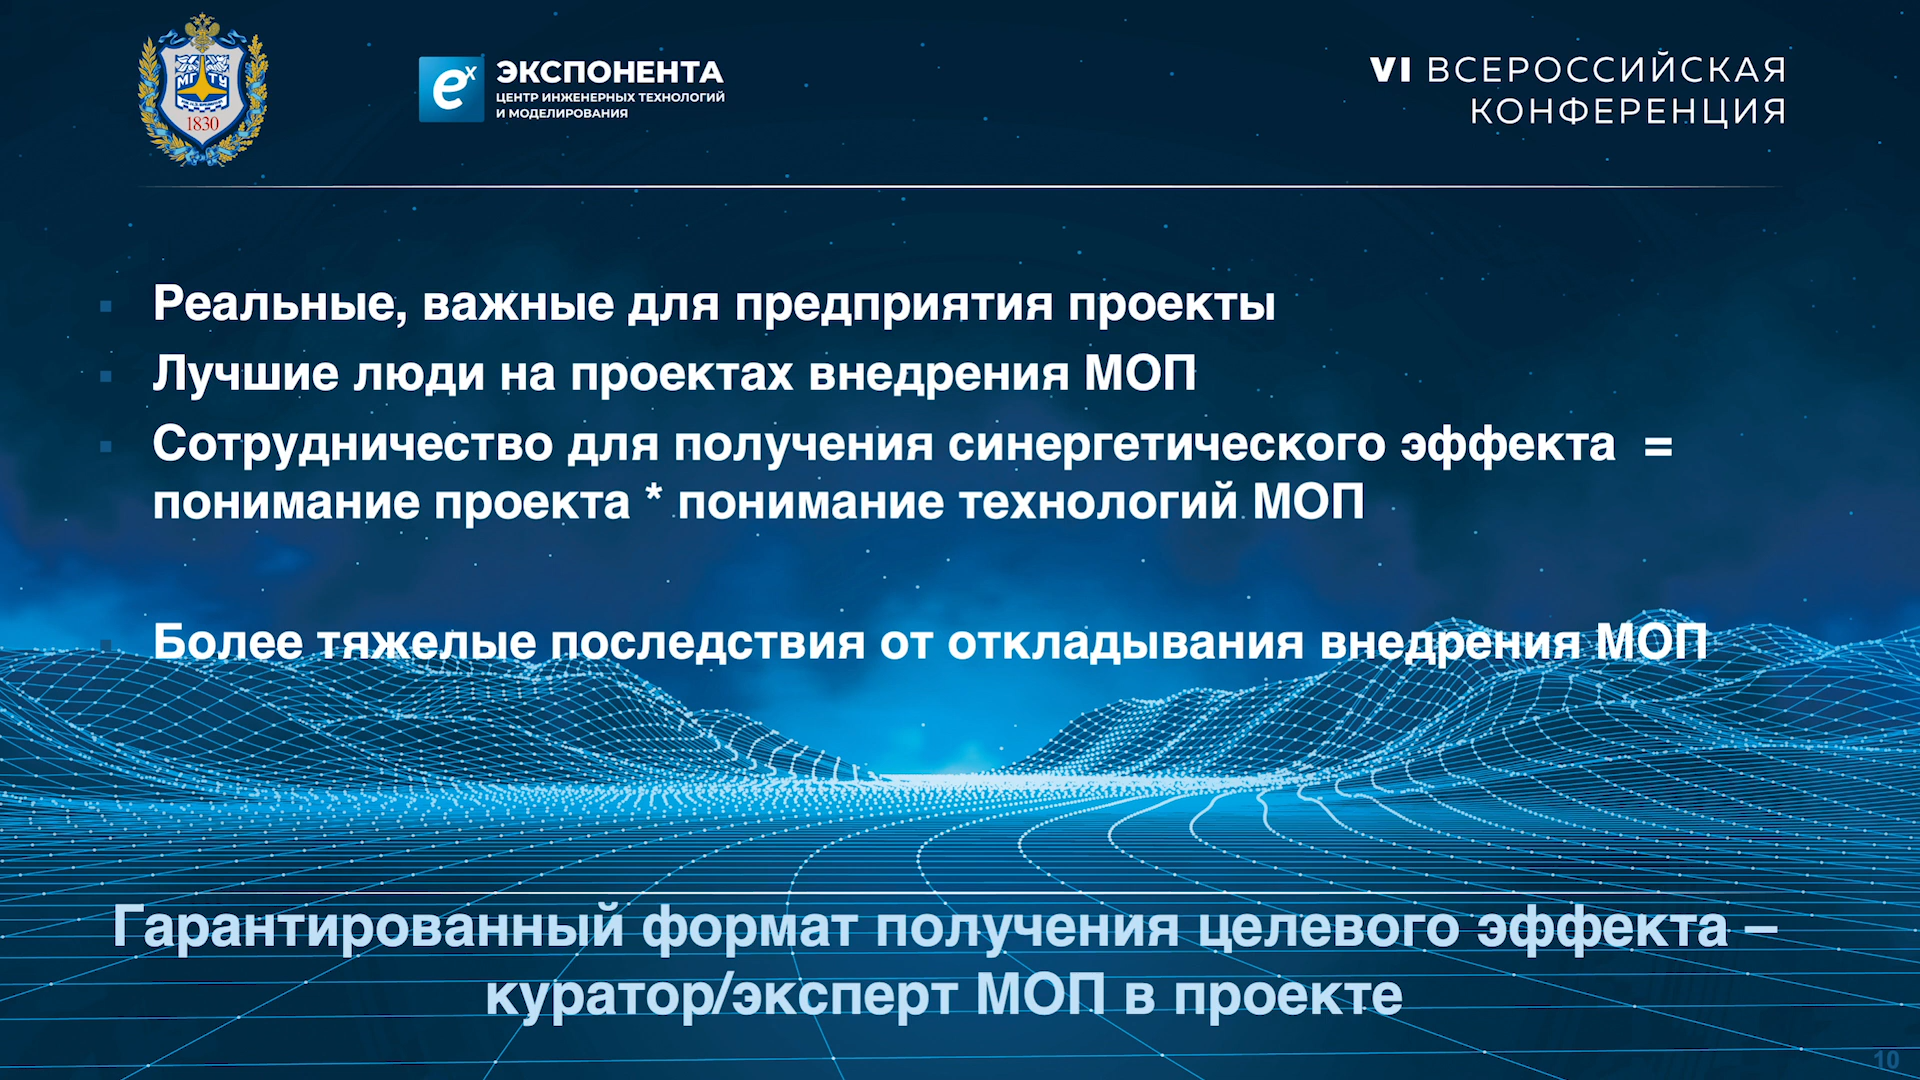 МГТУ
1830
ex
ЭКСПОНЕНТА
ЦЕНТР ИНЖЕНЕРНЫХ ТЕХНОЛОГИЙ
И МОДЕЛИРОВАНИЯ
VI ВСЕРОССИЙСКАЯ
КОНФЕРЕНЦИЯ
Реальные, важные для предприятия проекты
Лучшие люди на проектах внедрения МОП
Сотрудничество для получения синергетического эффекта =
понимание проекта * понимание технологий МОП
Более тяжелые последствия от откладывания внедрения МОП
Гарантированный формат получения целевого эффекта –
куратор/эксперт МОП в проекте
10